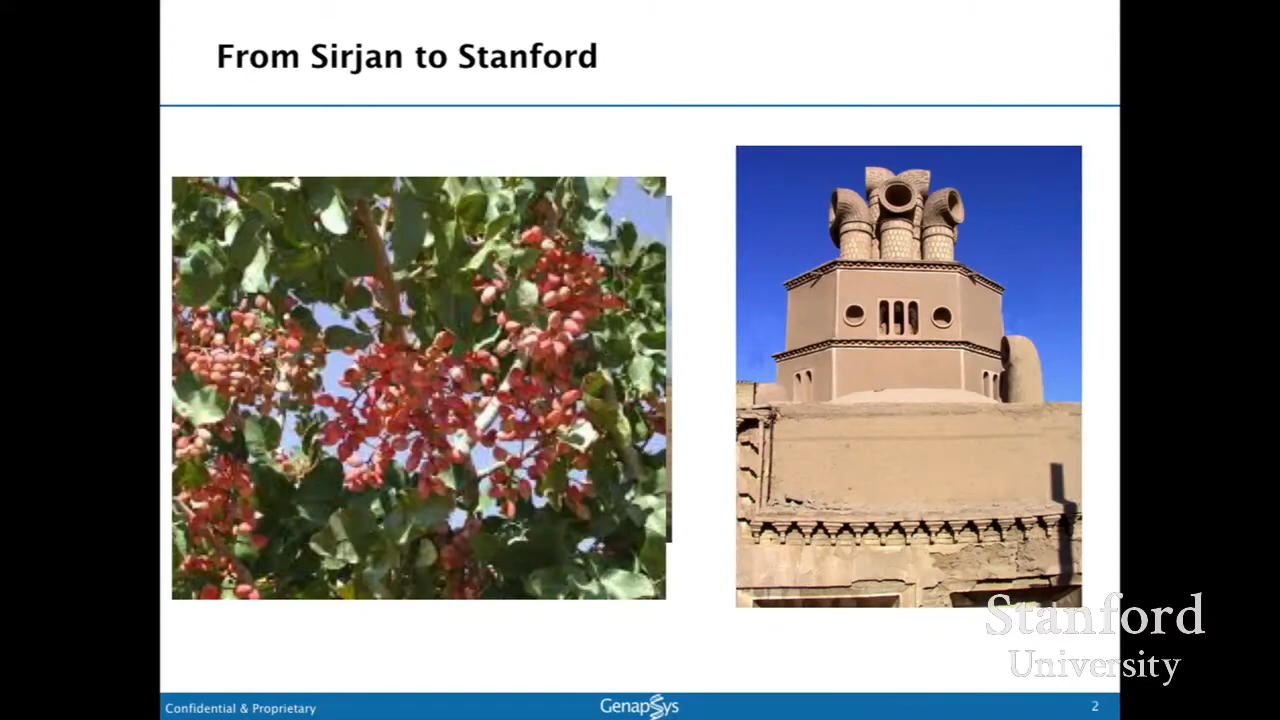 From Sirjan to Stanford
Stanford
University
Confidential & Proprietary
GenapSys
2